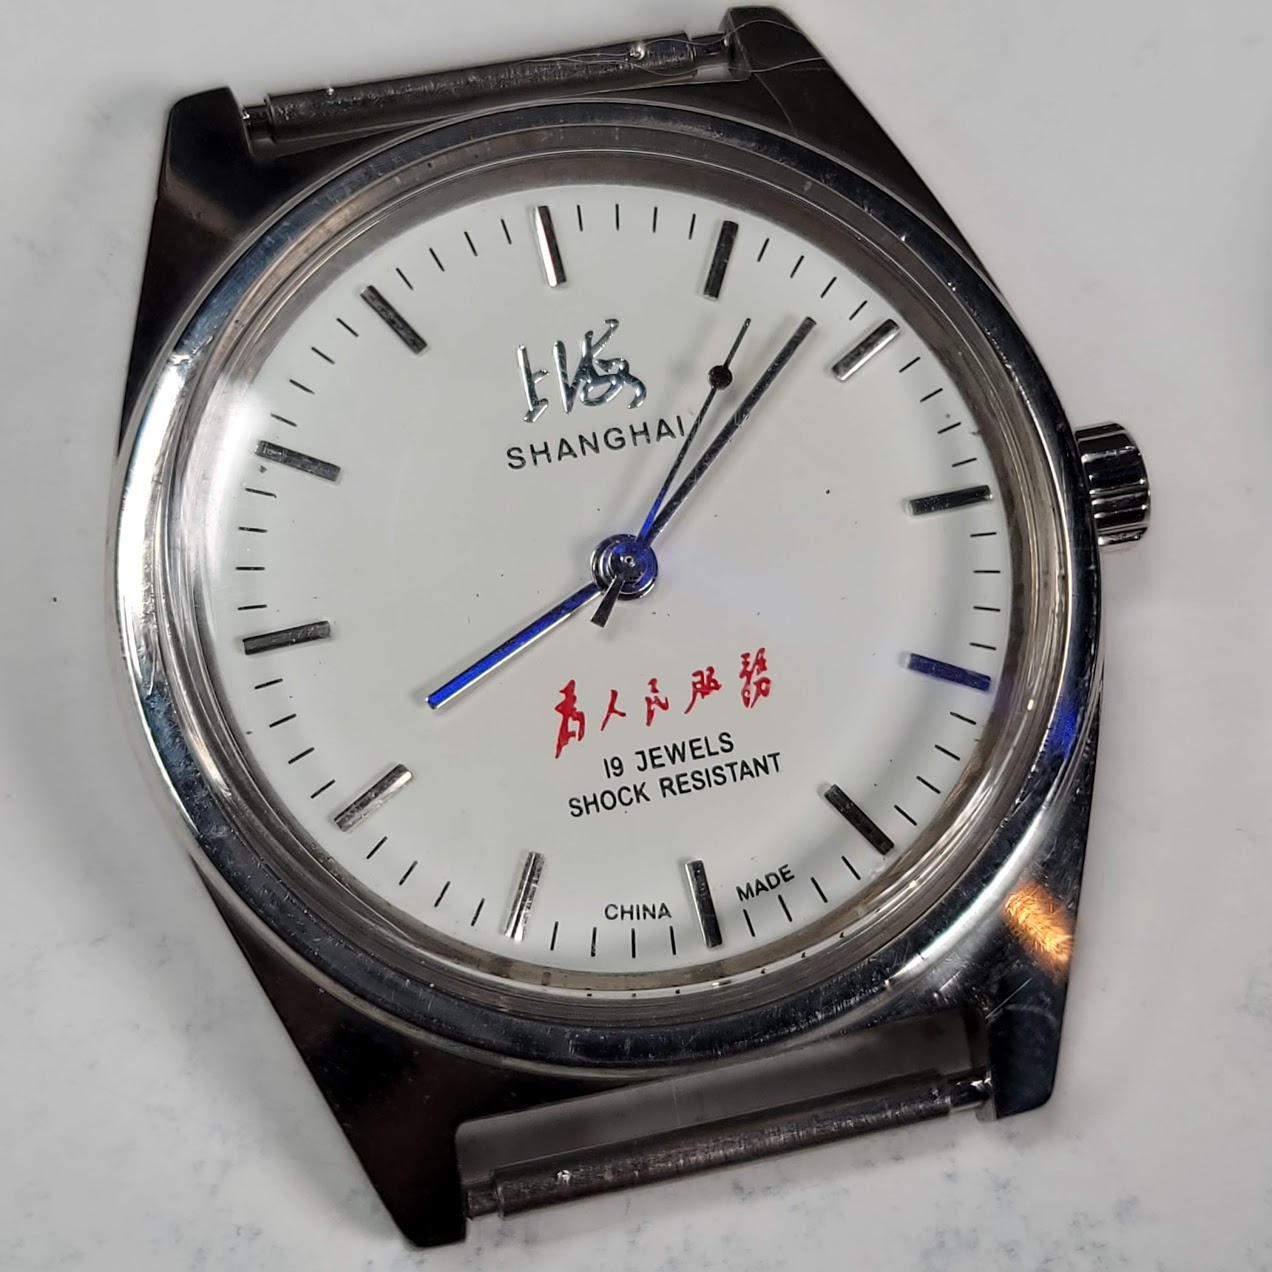 上海
SHANGHAI
为人民服务
19 JEWELS
SHOCK RESISTANT
CHINA MADE